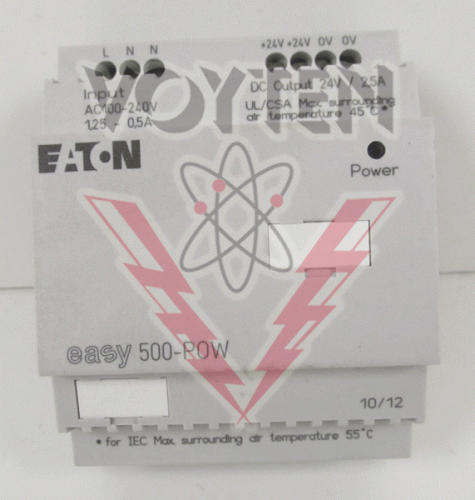 VOYTEN
L N N
+24V +24V 0V 0V
Input
AC100-240V
1,25 - 0,5A
DC Output 24V / 2,5A
UL/CSA Max. surrounding
air temperature 45°C*
EATON
Power
easy 500-POW
10/12
* for IEC Max. surrounding air temperature 55°C